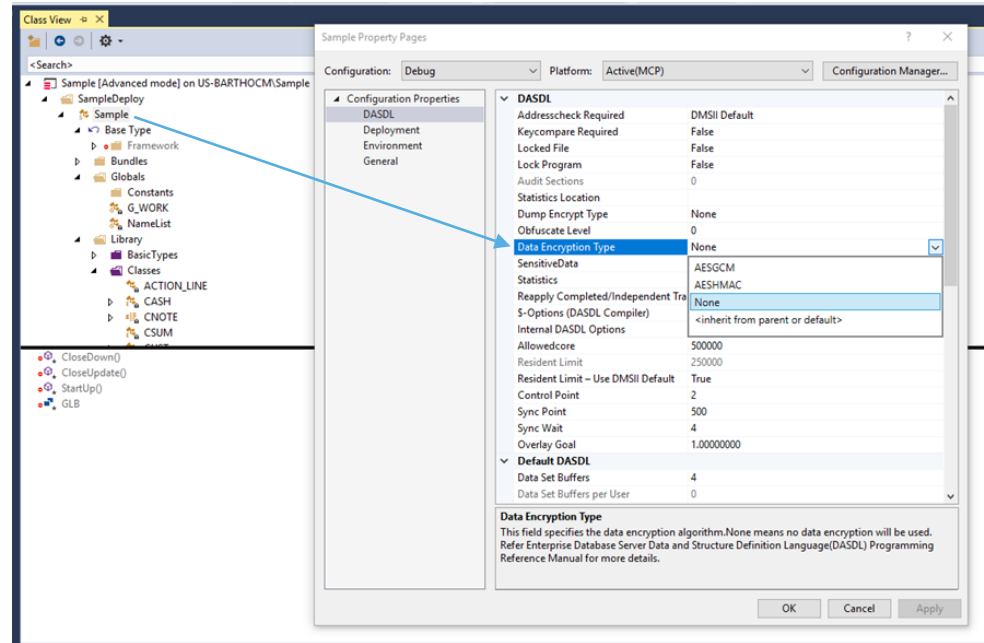 Class View
<Search>
Sample [Advanced mode] on US-BARTHOCM\Sample
SampleDeploy
Sample
Base Type
Framework
Bundles
Globals
Constants
G_WORK
NameList
Library
BasicTypes
Classes
ACTION_LINE
CASH
CNOTE
CSUM
CloseDown()
CloseUpdate()
StartUp()
GLB
Sample Property Pages
Configuration: Debug Platform: Active(MCP) Configuration Manager...
Configuration Properties
DASDL
Deployment
Environment
General
DASDL
Addresscheck Required DMSII Default
Keycompare Required False
Locked File False
Lock Program False
Audit Sections 0
Statistics Location
Dump Encrypt Type None
Obfuscate Level 0
Data Encryption Type None
SensitiveData
Statistics
Reapply Completed/Independent Tra
$-Options (DASDL Compiler)
Internal DASDL Options
AESGCM
AESHMAC
None
<inherit from parent or default>
Allowedcore 500000
Resident Limit 250000
Resident Limit – Use DMSII Default True
Control Point 2
Sync Point 500
Sync Wait 4
Overlay Goal 1.00000000
Default DASDL
Data Set Buffers 4
Data Set Buffers per User 0
Data Encryption Type
This field specifies the data encryption algorithm.None means no data encryption will be used.
Refer Enterprise Database Server Data and Structure Definition Language(DASDL) Programming
Reference Manual for more details.
OK Cancel Apply